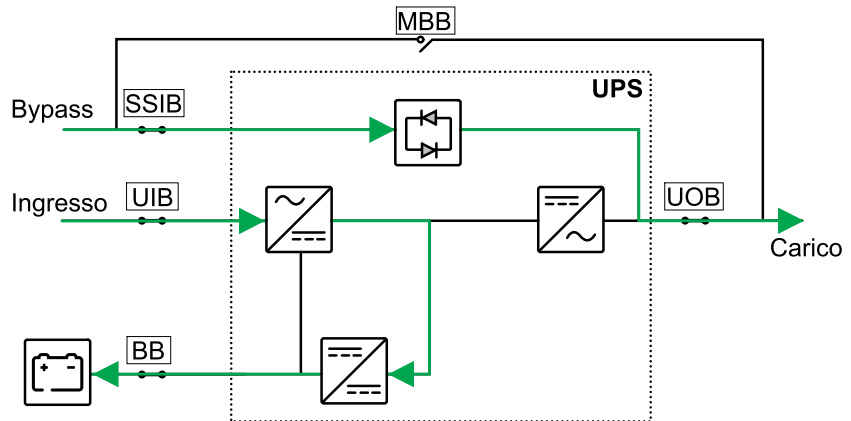 MBB
UPS
Bypass
SSIB
Ingresso
UIB
UOB
Carico
BB